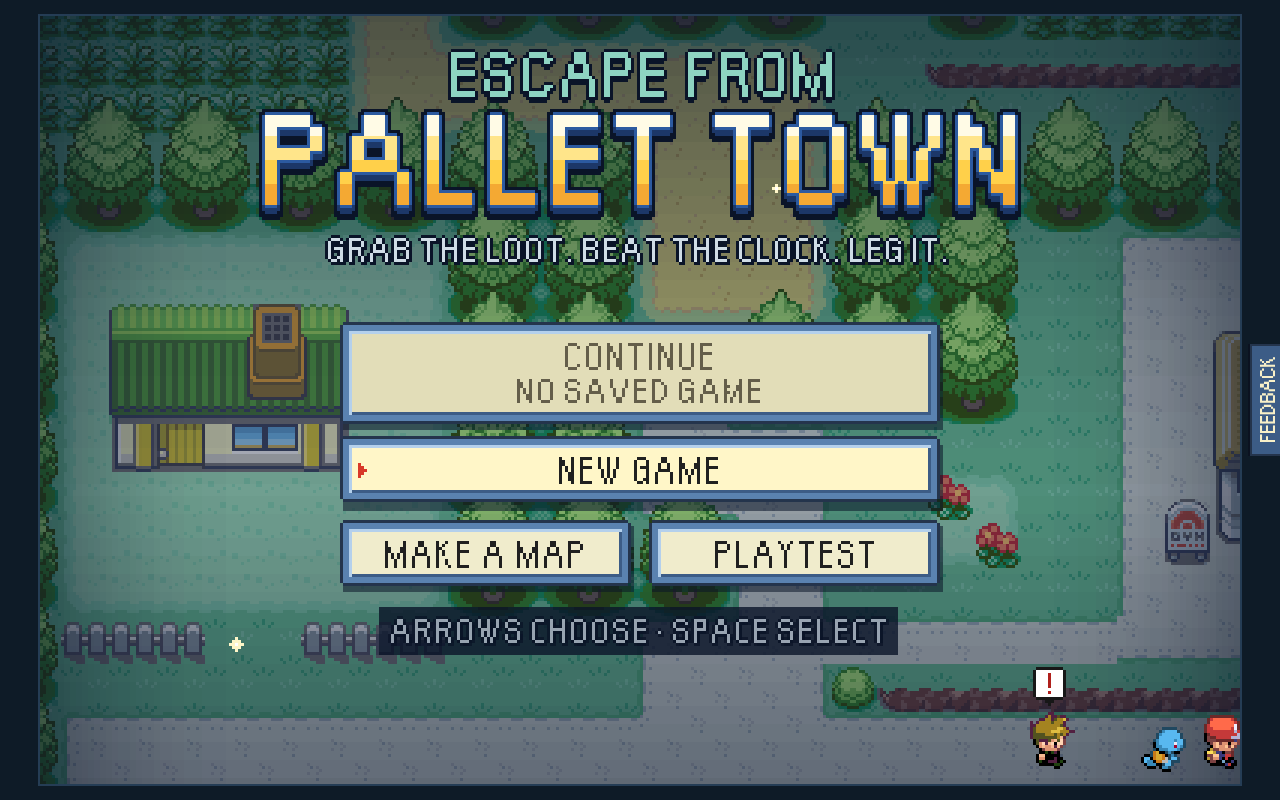 ESCAPE FROM
PALLET TOWN
GRAB THE LOOT. BEAT THE CLOCK. LEG IT.
CONTINUE
NO SAVED GAME
NEW GAME
MAKE A MAP
PLAYTEST
ARROWS CHOOSE · SPACE SELECT
FEEDBACK
GYM
!